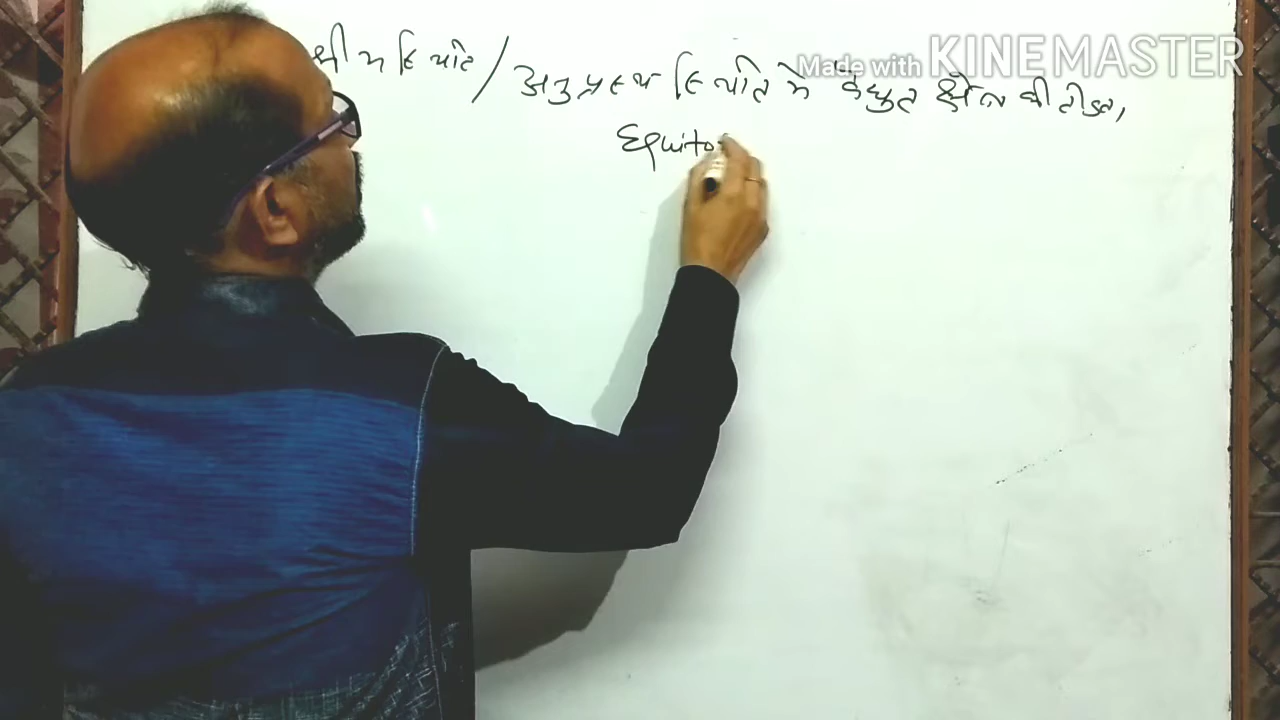 स्थिति / अनुप्रस्थ स्थिति में वैधुत क्षेत्र की तीव्रता,
Equito
Made with KINEMASTER